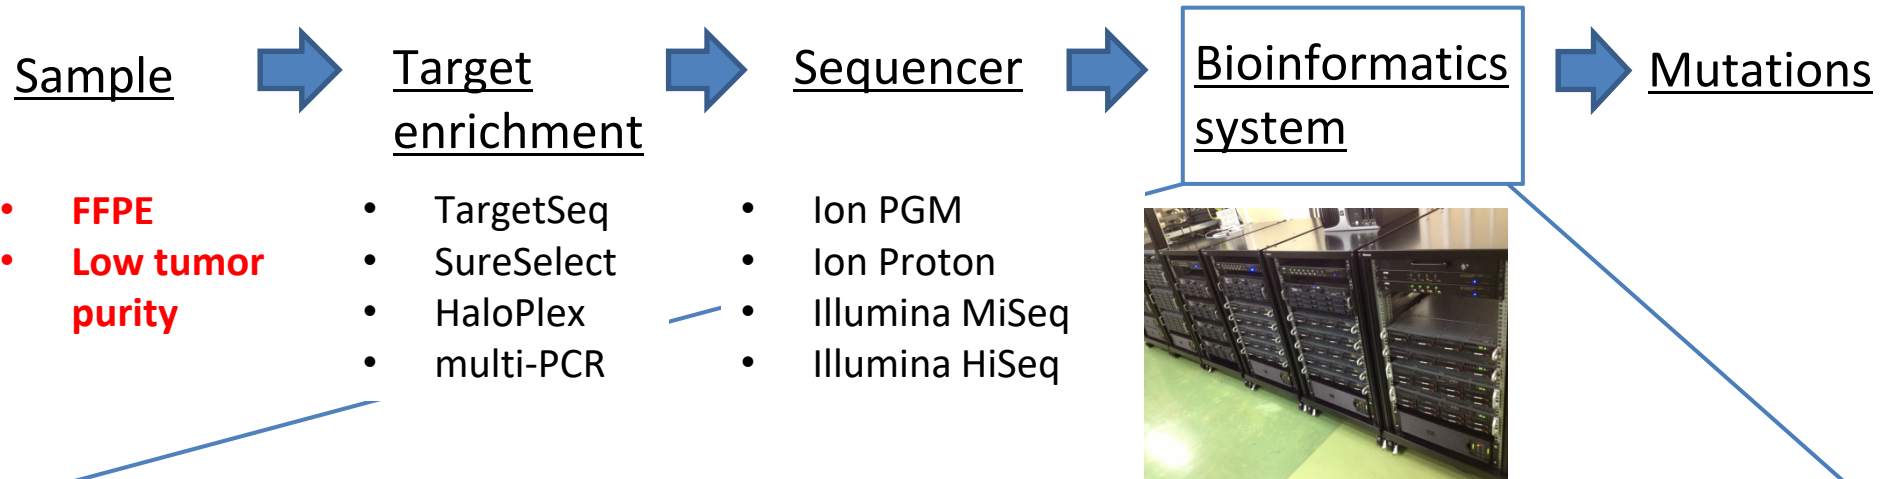 Sample
Target
enrichment
Sequencer
Bioinformatics
system
Mutations
• FFPE
• Low tumor
purity
• TargetSeq
• SureSelect
• HaloPlex
• multi-PCR
• Ion PGM
• Ion Proton
• Illumina MiSeq
• Illumina HiSeq